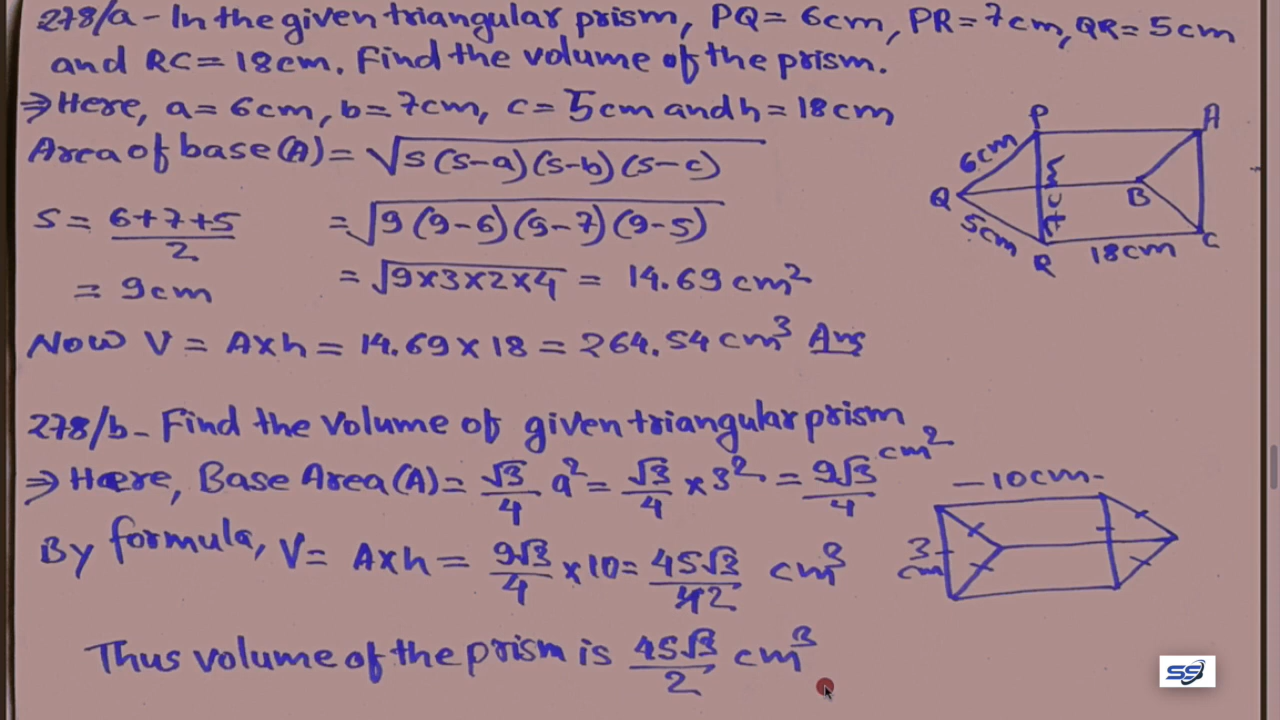 278/a - In the given triangular prism, PQ = 6cm, PR = 7cm, QR = 5cm
and RC = 18cm. Find the volume of the prism.
⇒ Here, a = 6cm, b = 7cm, c = 5cm and h = 18cm
Area of base (A) = √s(s-a)(s-b)(s-c)
S = 6+7+5/2 = √9(9-6)(9-7)(9-5)
= 9cm = √9×3×2×4 = 14.69 cm²
Now V = A×h = 14.69 × 18 = 264.54 cm³ Ans
P
A
6cm
Q
7cm
B
5cm
R
18cm
C
278/b - Find the volume of given triangular prism
⇒ Here, Base Area (A) = √3/4 a² = √3/4 × 3² = 9√3/4 cm²
By formula, V = A×h = 9√3/4 × 10 = 45√3/2 cm³
Thus volume of the prism is 45√3/2 cm³
-10cm-
3
cm
S9